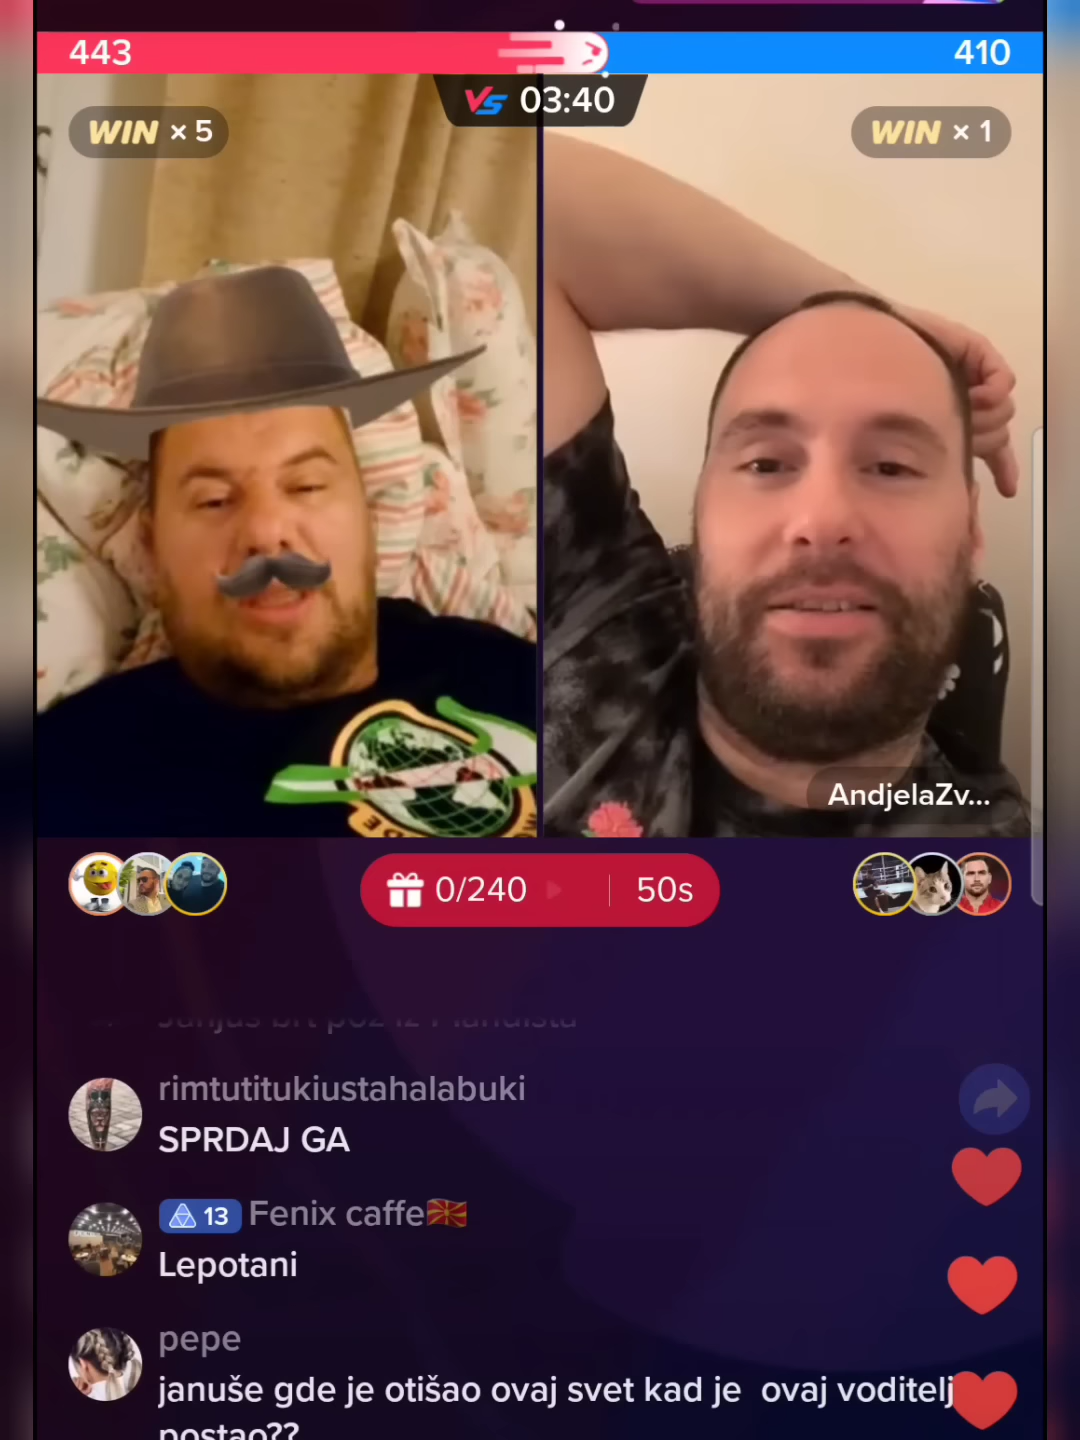 443
410
VS 03:40
WIN × 5
WIN × 1
AndjelaZv...
0/240
50s
rimtutitukiustahalabuki
SPRDAJ GA
13 Fenix caffe🇲🇰
Lepotani
pepe
januše gde je otišao ovaj svet kad je ovaj voditelj
postao??